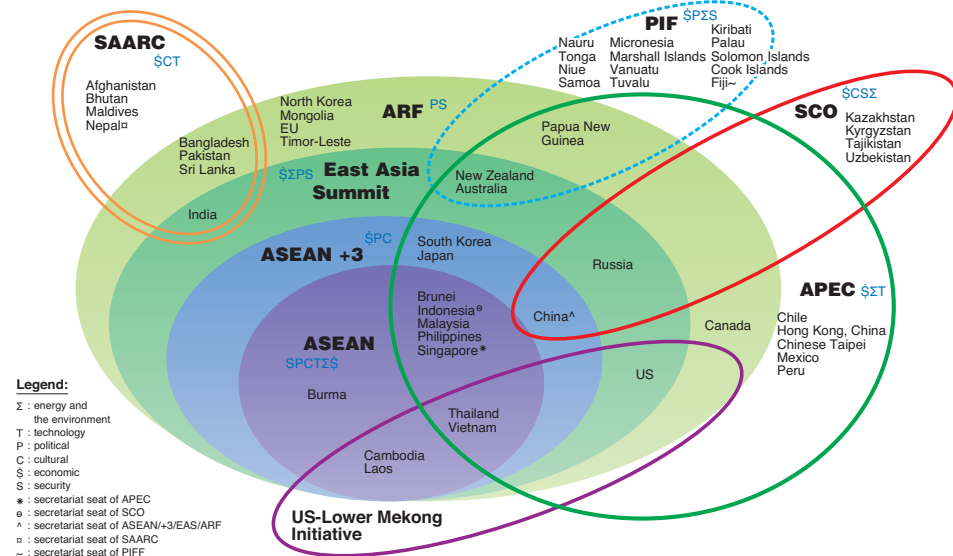 SAARC
$CT
Afghanistan
Bhutan
Maldives
Nepal¤
Bangladesh
Pakistan
Sri Lanka
India
North Korea
Mongolia
EU
Timor-Leste
ARF PS
PIF $PΣS
Nauru
Tonga
Niue
Samoa
Micronesia
Marshall Islands
Vanuatu
Tuvalu
Kiribati
Palau
Solomon Islands
Cook Islands
Fiji~
Papua New
Guinea
New Zealand
Australia
SCO $CSΣ
Kazakhstan
Kyrgyzstan
Tajikistan
Uzbekistan
$ΣPS East Asia
Summit
ASEAN +3 $PC
South Korea
Japan
Russia
China^
ASEAN
SPCTΣ$
Brunei
Indonesiaɵ
Malaysia
Philippines
Singapore*
Burma
Thailand
Vietnam
Cambodia
Laos
US
Canada
APEC $ΣT
Chile
Hong Kong, China
Chinese Taipei
Mexico
Peru
US-Lower Mekong
Initiative
Legend:
Σ : energy and
the environment
T : technology
P : political
C : cultural
$ : economic
S : security
* : secretariat seat of APEC
ɵ : secretariat seat of SCO
^ : secretariat seat of ASEAN/+3/EAS/ARF
¤ : secretariat seat of SAARC
~ : secretariat seat of PIFF